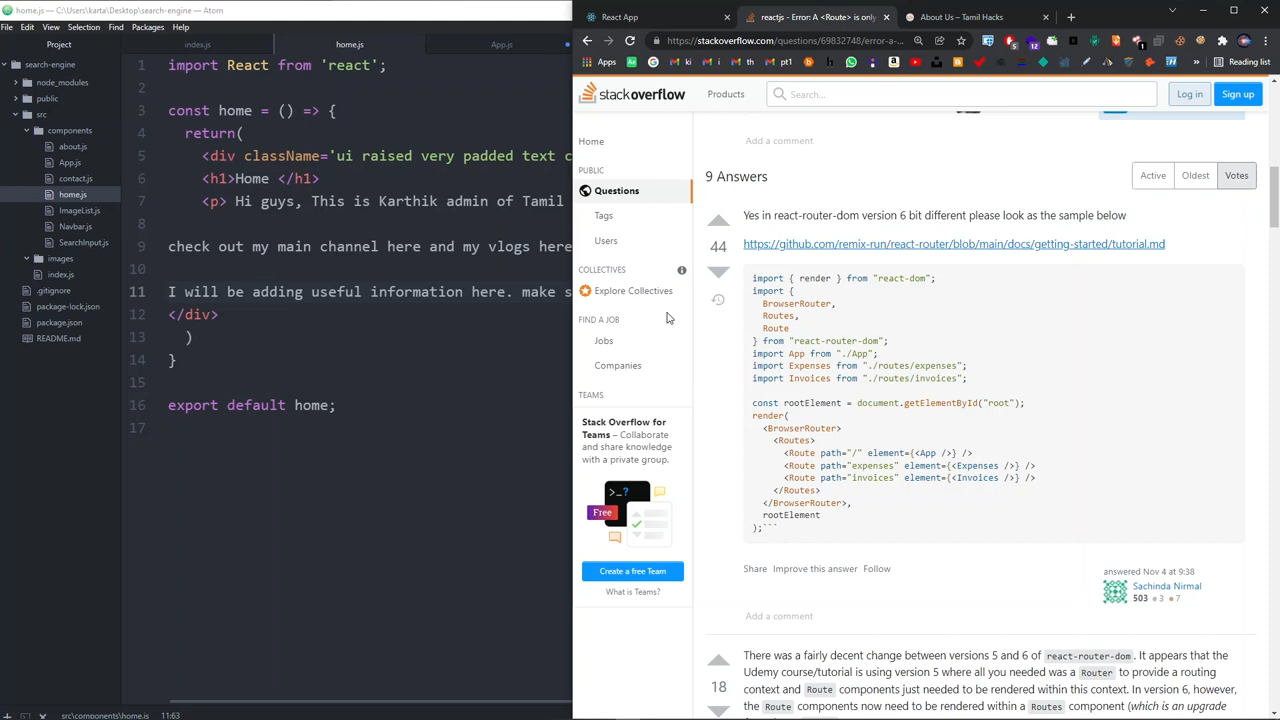 home.js — C:\Users\karta\Desktop\search-engine — Atom
File Edit View Selection Find Packages Help
Project
search-engine
node_modules
public
src
components
about.js
App.js
contact.js
home.js
ImageList.js
Navbar.js
SearchInput.js
images
index.js
.gitignore
package-lock.json
package.json
README.md
index.js home.js App.js
1 import React from 'react';
2
3 const home = () => {
4 return(
5 <div className='ui raised very padded text c
6 <h1>Home </h1>
7 <p> Hi guys, This is Karthik admin of Tamil
8
9 check out my main channel here and my vlogs here
10
11 I will be adding useful information here. make s
12 </div>
13 )
14 }
15
16 export default home;
17
src\components\home.js 11:63
React App
reactjs - Error: A <Route> is only
About Us – Tamil Hacks
https://stackoverflow.com/questions/69832748/error-a-...
Apps ki i th pt1 h i Reading list
stackoverflow
Products
Search...
Log in
Sign up
Home
PUBLIC
Questions
Tags
Users
COLLECTIVES
Explore Collectives
FIND A JOB
Jobs
Companies
TEAMS
Stack Overflow for
Teams – Collaborate
and share knowledge
with a private group.
>_?
Free
Create a free Team
What is Teams?
Add a comment
9 Answers
Active Oldest Votes
44
Yes in react-router-dom version 6 bit different please look as the sample below
https://github.com/remix-run/react-router/blob/main/docs/getting-started/tutorial.md
import { render } from "react-dom";
import {
BrowserRouter,
Routes,
Route
} from "react-router-dom";
import App from "./App";
import Expenses from "./routes/expenses";
import Invoices from "./routes/invoices";
const rootElement = document.getElementById("root");
render(
<BrowserRouter>
<Routes>
<Route path="/" element={<App />} />
<Route path="expenses" element={<Expenses />} />
<Route path="invoices" element={<Invoices />} />
</Routes>
</BrowserRouter>,
rootElement
);```
Share Improve this answer Follow
answered Nov 4 at 9:38
Sachinda Nirmal
503 3 7
Add a comment
18
There was a fairly decent change between versions 5 and 6 of react-router-dom. It appears that the
Udemy course/tutorial is using version 5 where all you needed was a Router to provide a routing
context and Route components just needed to be rendered within this context. In version 6, however,
the Route components now need to be rendered within a Routes component (which is an upgrade